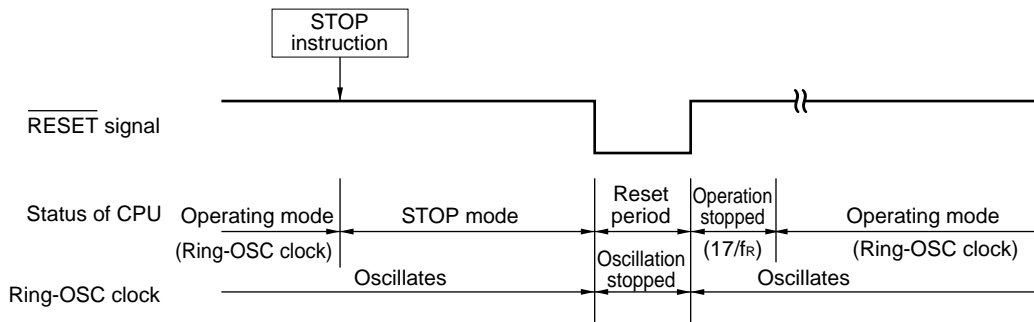 STOP
instruction
RESET signal
Status of CPU
Operating mode
(Ring-OSC clock)
STOP mode
Reset
period
Operation
stopped
(17/fR)
Operating mode
(Ring-OSC clock)
Ring-OSC clock
Oscillates
Oscillation
stopped
Oscillates